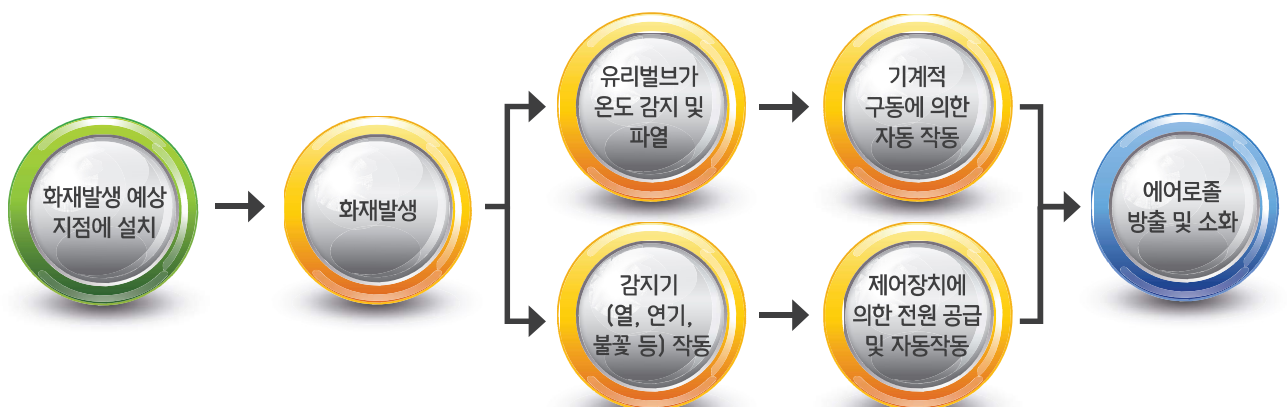 화재발생 예상
지점에 설치
화재발생
유리벌브가
온도 감지 및
파열
기계적
구동에 의한
자동 작동
감지기
(열, 연기,
불꽃 등) 작동
제어장치에
의한 전원 공급
및 자동작동
에어로졸
방출 및 소화